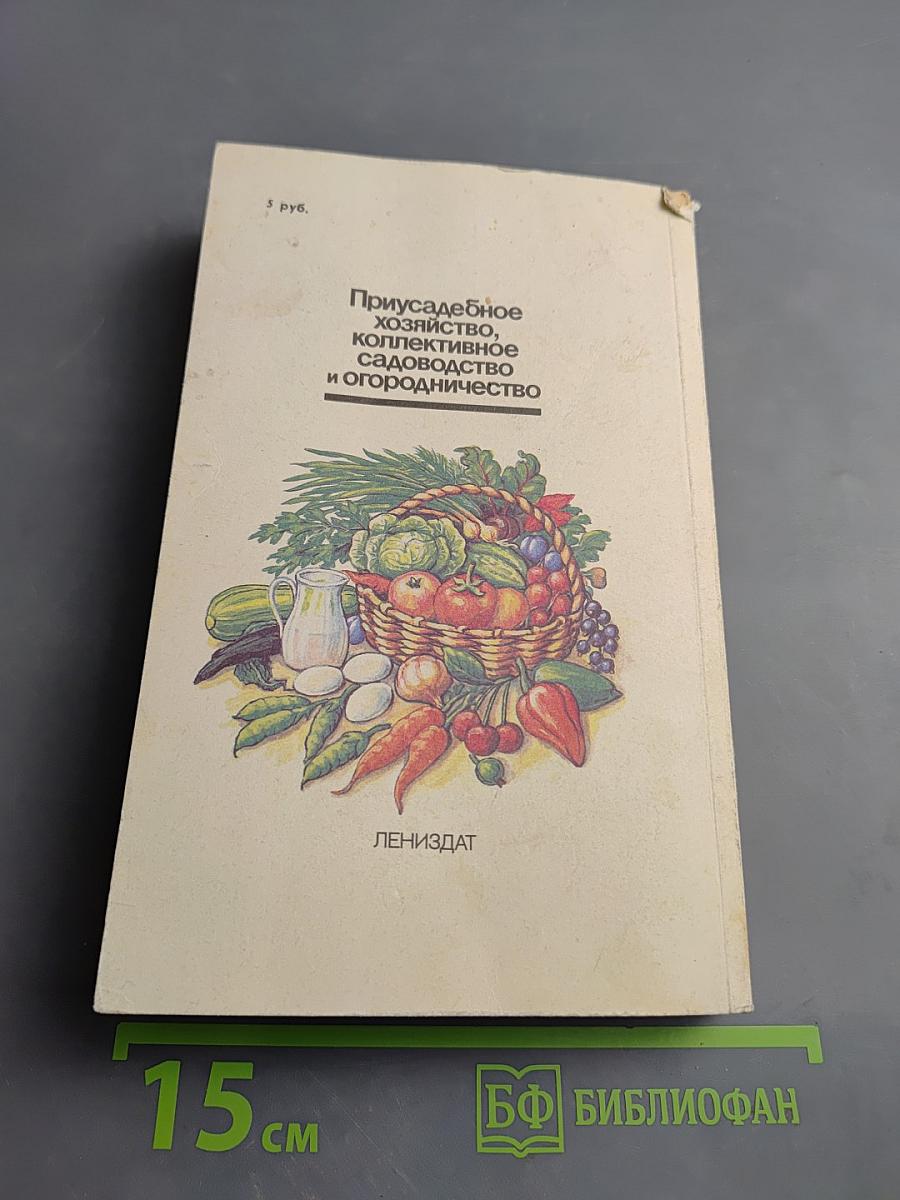 5 руб.
Приусадебное
хозяйство,
коллективное
садоводство
и огородничество
ЛЕНИЗДАТ
15 см
БФ БИБЛИОФАН